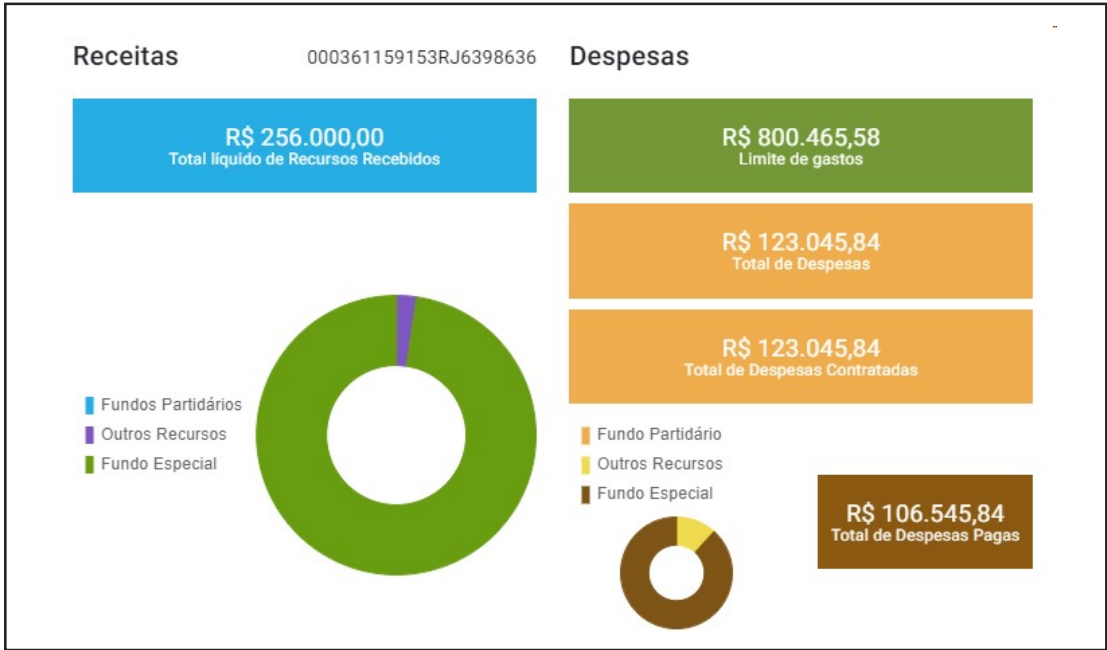 Receitas
000361159153RJ6398636
R$ 256.000,00
Total líquido de Recursos Recebidos
Fundos Partidários
Outros Recursos
Fundo Especial
Despesas
R$ 800.465,58
Limite de gastos
R$ 123.045,84
Total de Despesas
R$ 123.045,84
Total de Despesas Contratadas
Fundo Partidário
Outros Recursos
Fundo Especial
R$ 106.545,84
Total de Despesas Pagas